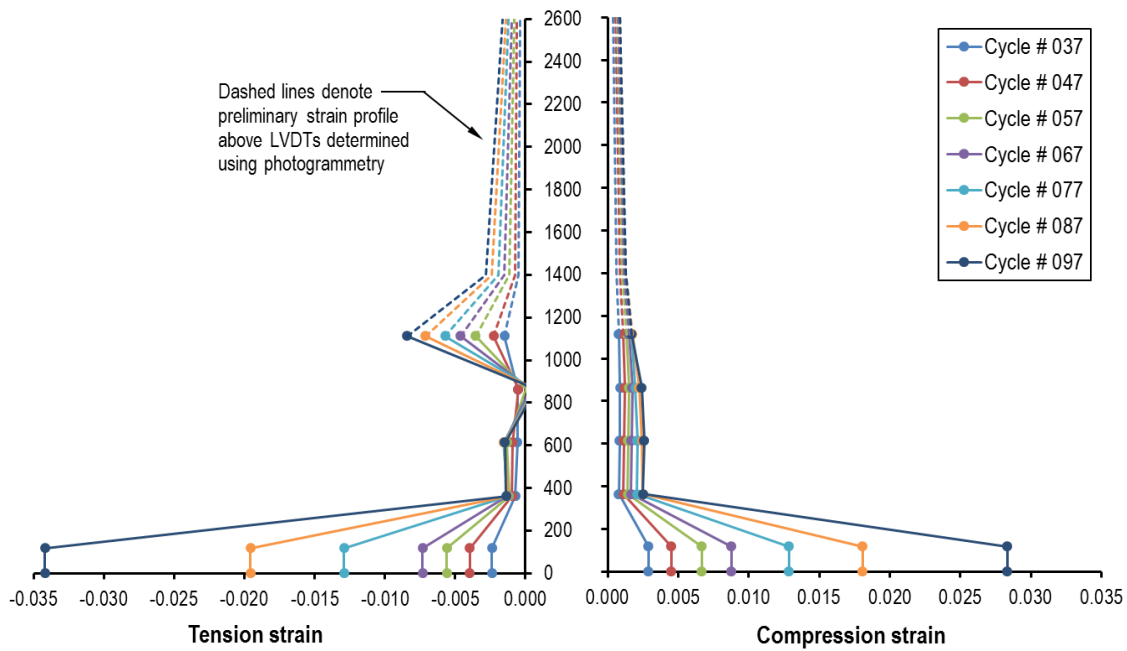 2600
2400
2200
2000
1800
1600
1400
1200
1000
800
600
400
200
0
Dashed lines denote
preliminary strain profile
above LVDTs determined
using photogrammetry
Cycle # 037
Cycle # 047
Cycle # 057
Cycle # 067
Cycle # 077
Cycle # 087
Cycle # 097
-0.035 -0.030 -0.025 -0.020 -0.015 -0.010 -0.005 0.000
0.000 0.005 0.010 0.015 0.020 0.025 0.030 0.035
Tension strain
Compression strain